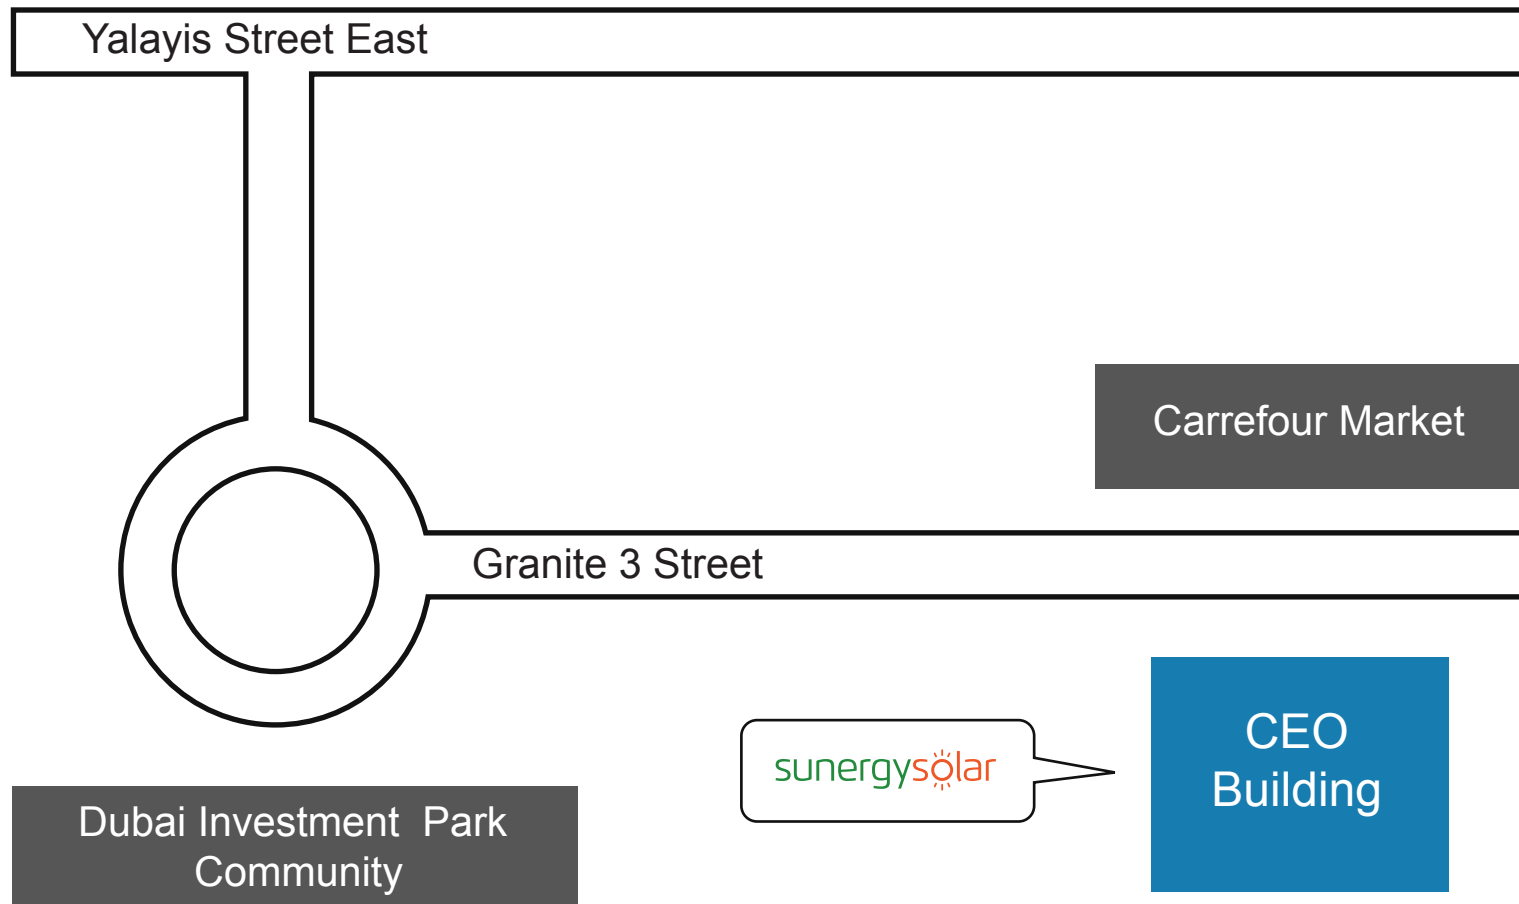 Yalayis Street East
Carrefour Market
Granite 3 Street
sunergysolar
CEO
Building
Dubai Investment  Park
Community